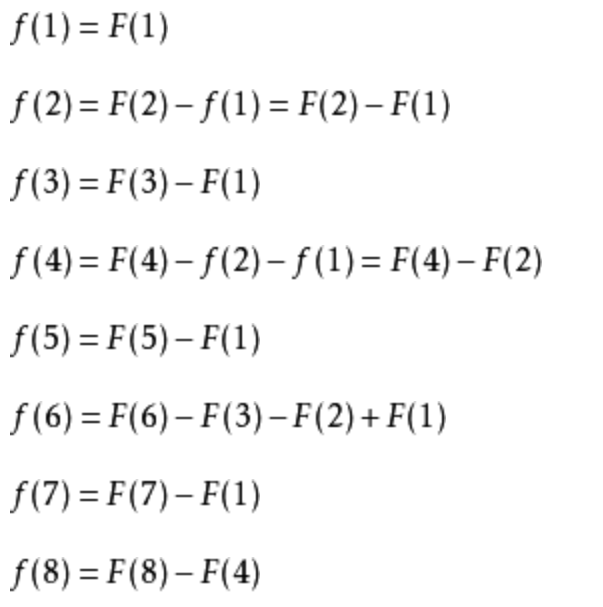 f(1) = F(1)
f(2) = F(2) – f(1) = F(2) – F(1)
f(3) = F(3) – F(1)
f(4) = F(4) – f(2) – f(1) = F(4) – F(2)
f(5) = F(5) – F(1)
f(6) = F(6) – F(3) – F(2) + F(1)
f(7) = F(7) – F(1)
f(8) = F(8) – F(4)